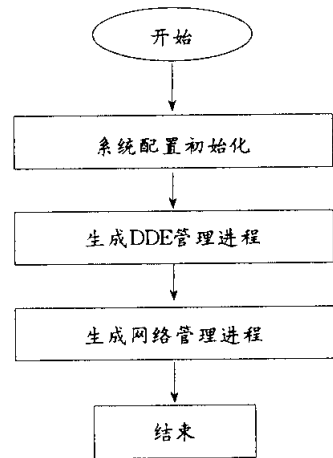 开始
系统配置初始化
生成DDE管理进程
生成网络管理进程
结束